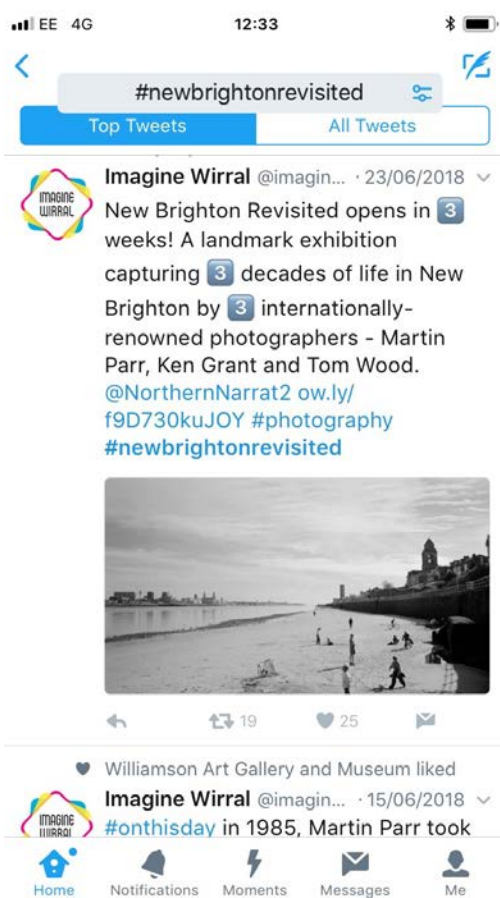 EE 4G 12:33
#newbrightonrevisited
Top Tweets All Tweets
IMAGINE
WIRRAL
Imagine Wirral @imagin... · 23/06/2018
New Brighton Revisited opens in 3
weeks! A landmark exhibition
capturing 3 decades of life in New
Brighton by 3 internationally-
renowned photographers - Martin
Parr, Ken Grant and Tom Wood.
@NorthernNarrat2 ow.ly/
f9D730kuJOY #photography
#newbrightonrevisited
19 25
Williamson Art Gallery and Museum liked
IMAGINE
WIRRAL
Imagine Wirral @imagin... · 15/06/2018
#onthisday in 1985, Martin Parr took
Home Notifications Moments Messages Me